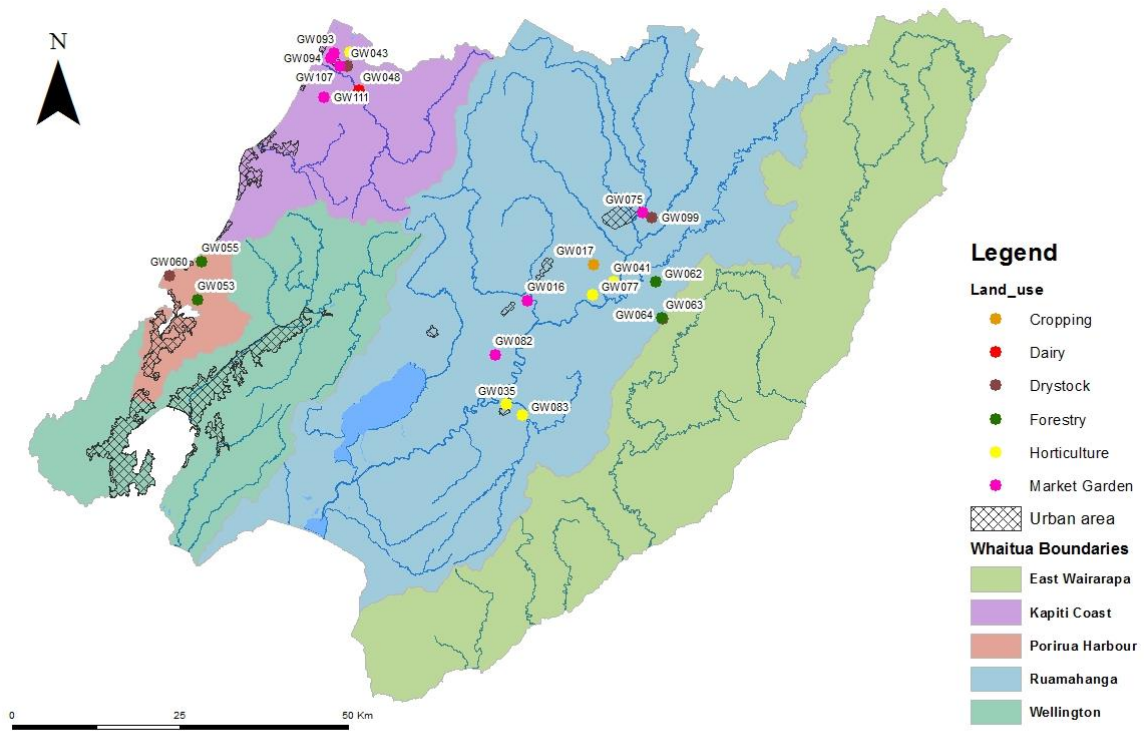 N
GW093
GW043
GW094
GW107
GW048
GW111
GW075
GW099
GW055
GW060
GW017
GW041
GW062
GW053
GW016
GW077
GW063
GW064
GW082
GW035
GW083
Legend
Land_use
Cropping
Dairy
Drystock
Forestry
Horticulture
Market Garden
Urban area
Whaitua Boundaries
East Wairarapa
Kapiti Coast
Porirua Harbour
Ruamahanga
Wellington
0 25 50 Km